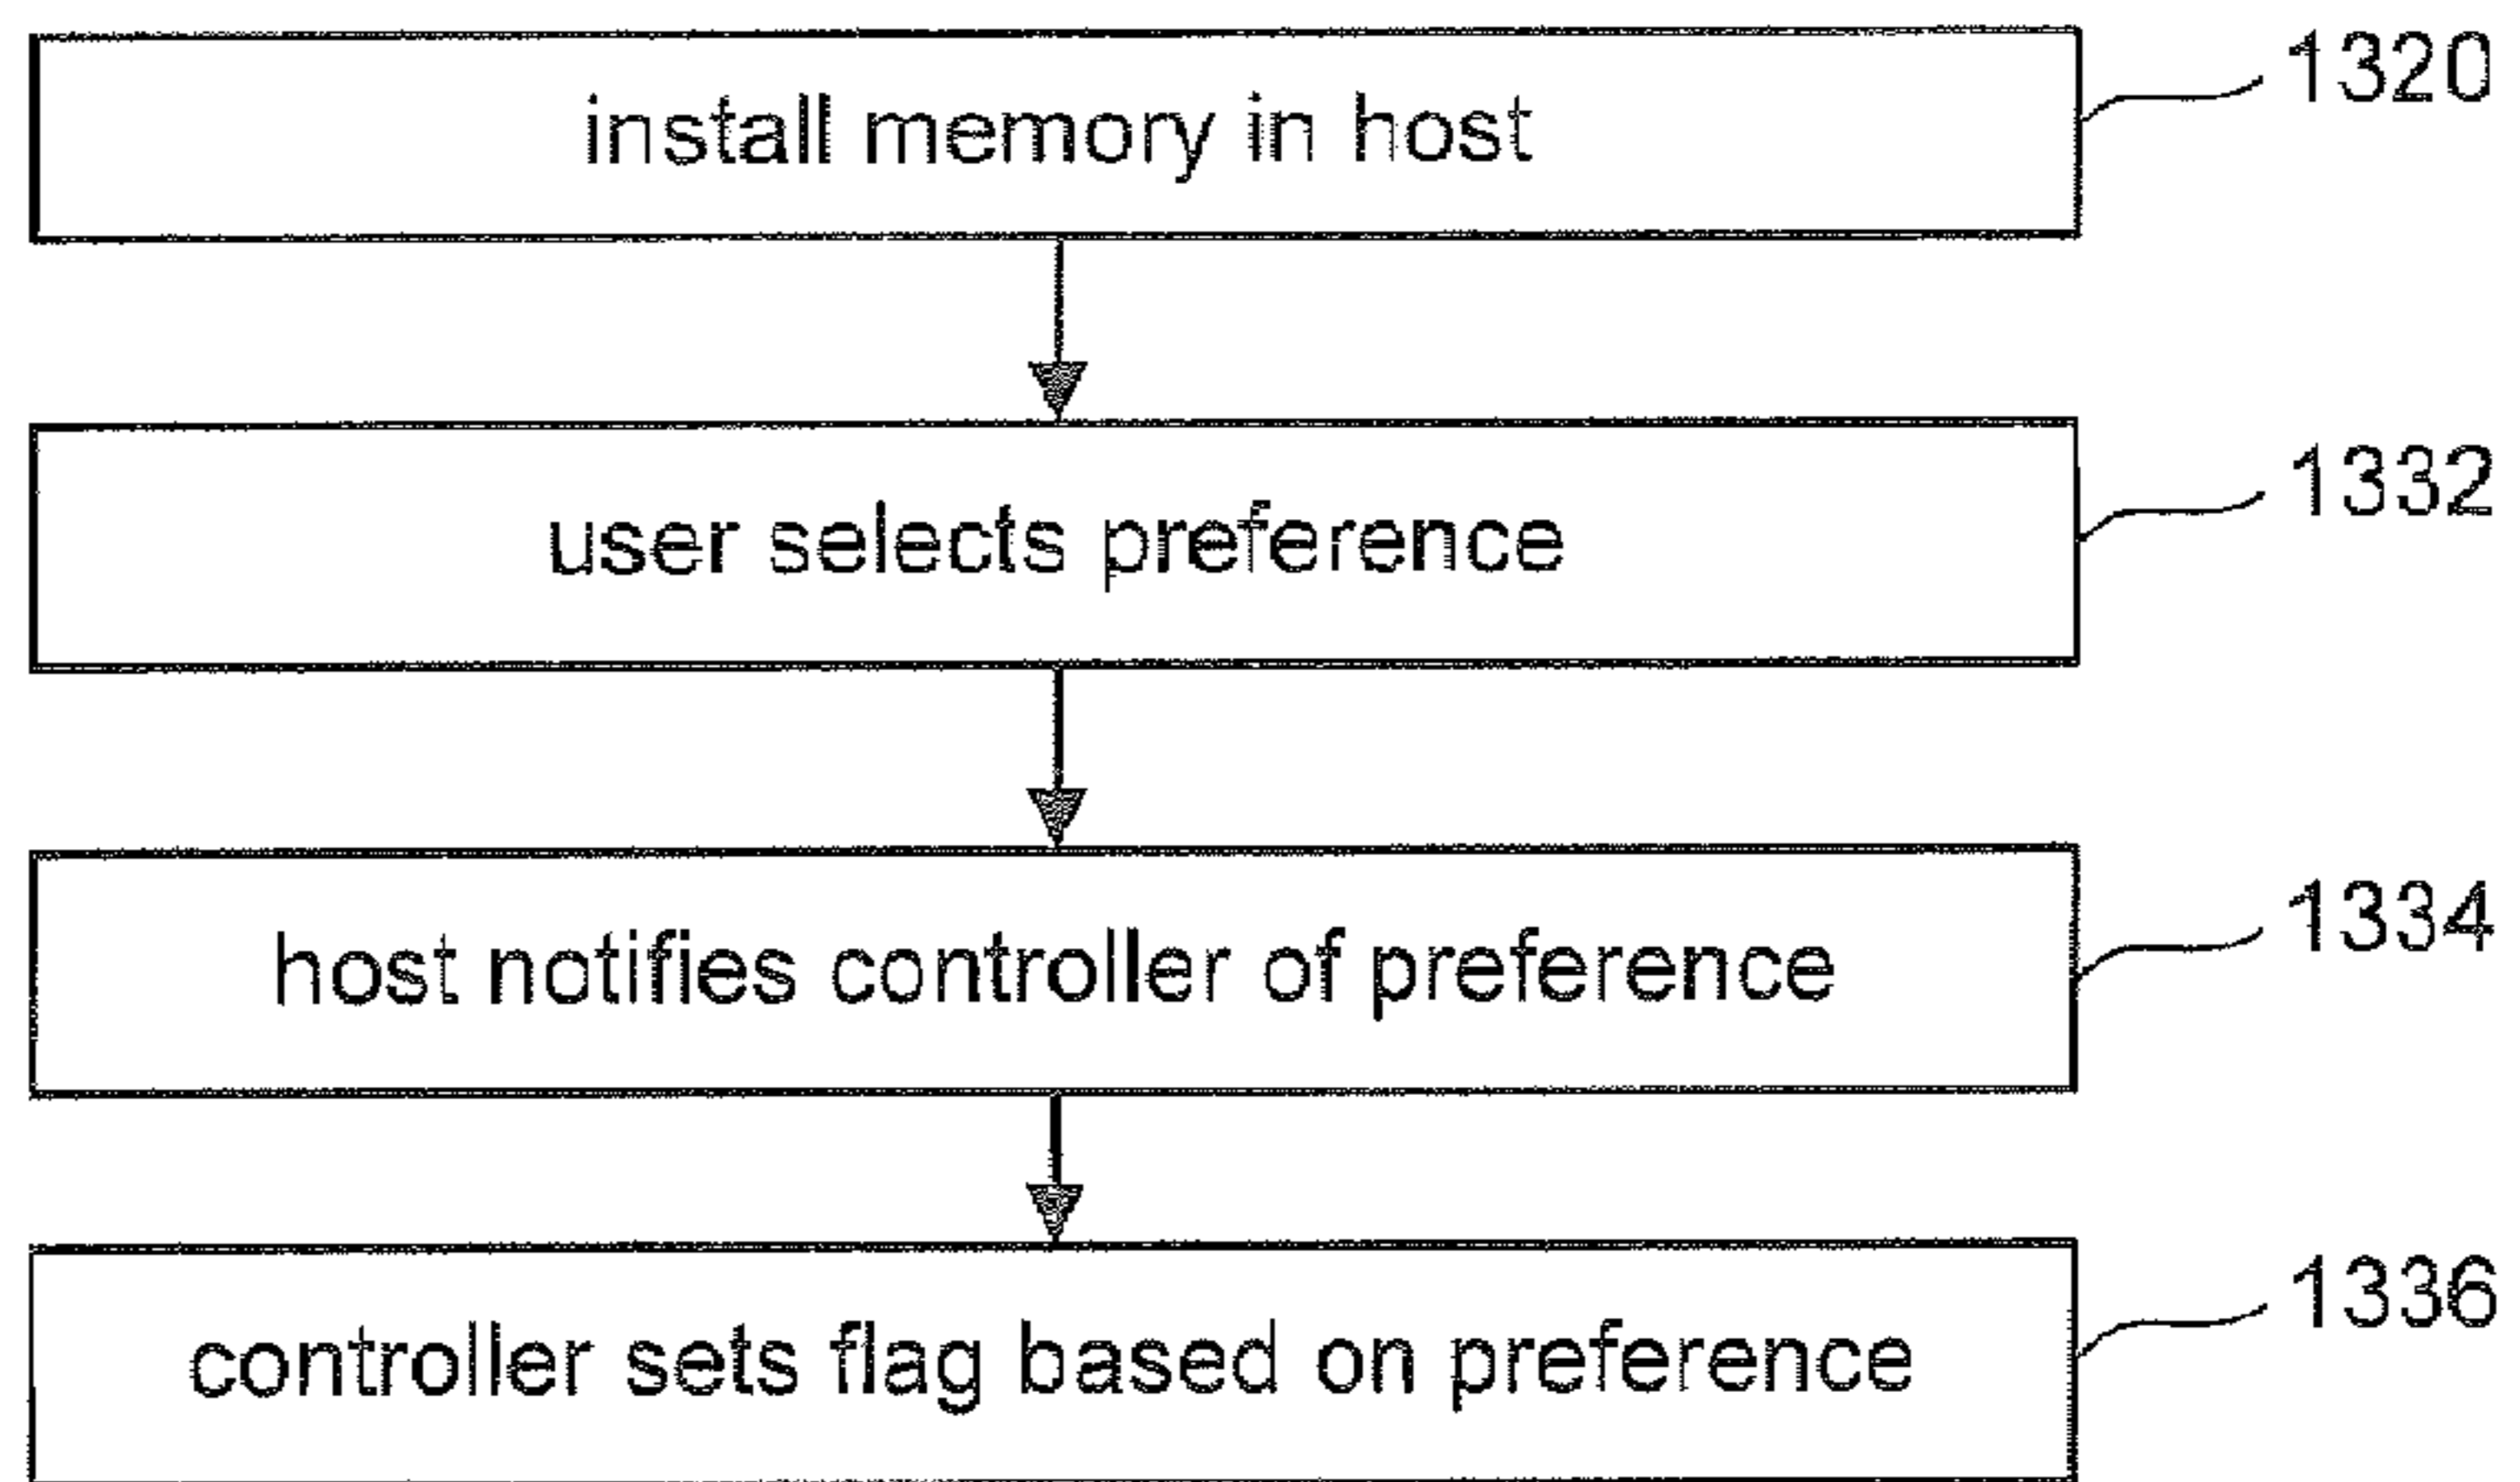 install memory in host
1320
user selects preference
1332
host notifies controller of preference
1334
controller sets flag based on preference
1336